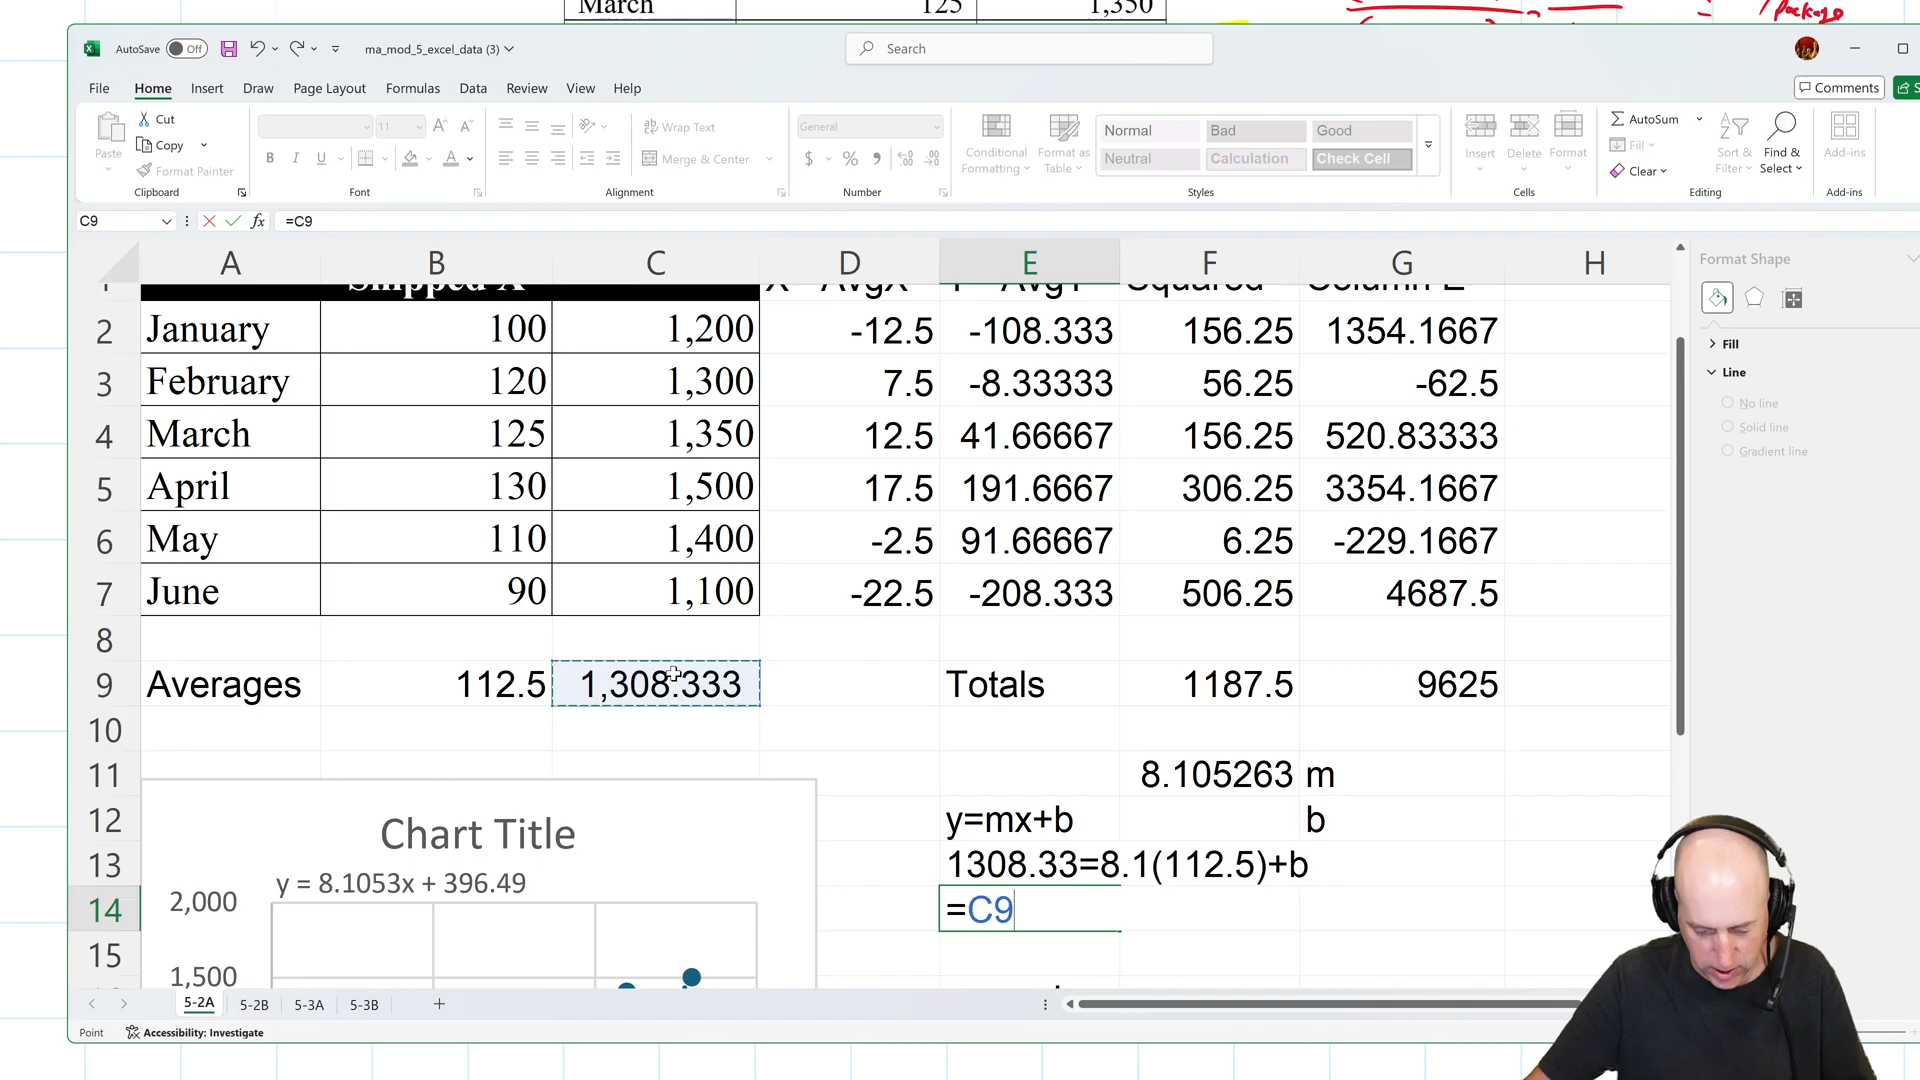 March 125 1,350
package
AutoSave Off ma_mod_5_excel_data (3) Search
File Home Insert Draw Page Layout Formulas Data Review View Help Comments
Paste Cut Copy Format Painter Clipboard
11 B I U Font
Wrap Text Merge & Center Alignment
General $ % Number
Conditional Formatting Format as Table
Normal Bad Good
Neutral Calculation Check Cell
Styles
Insert Delete Format Cells
AutoSum Fill Clear Sort & Filter Find & Select Editing
Add-ins Add-ins
C9 fx =C9
A B C D E F G H
2 January 100 1,200 -12.5 -108.333 156.25 1354.1667
3 February 120 1,300 7.5 -8.33333 56.25 -62.5
4 March 125 1,350 12.5 41.66667 156.25 520.83333
5 April 130 1,500 17.5 191.6667 306.25 3354.1667
6 May 110 1,400 -2.5 91.66667 6.25 -229.1667
7 June 90 1,100 -22.5 -208.333 506.25 4687.5
8
9 Averages 112.5 1,308.333 Totals 1187.5 9625
10
11 8.105263 m
12 y=mx+b b
13 1308.33=8.1(112.5)+b
14 =C9
15
Chart Title
y = 8.1053x + 396.49
2,000
1,500
Format Shape
Fill
Line
No line
Solid line
Gradient line
5-2A 5-2B 5-3A 5-3B +
Point Accessibility: Investigate